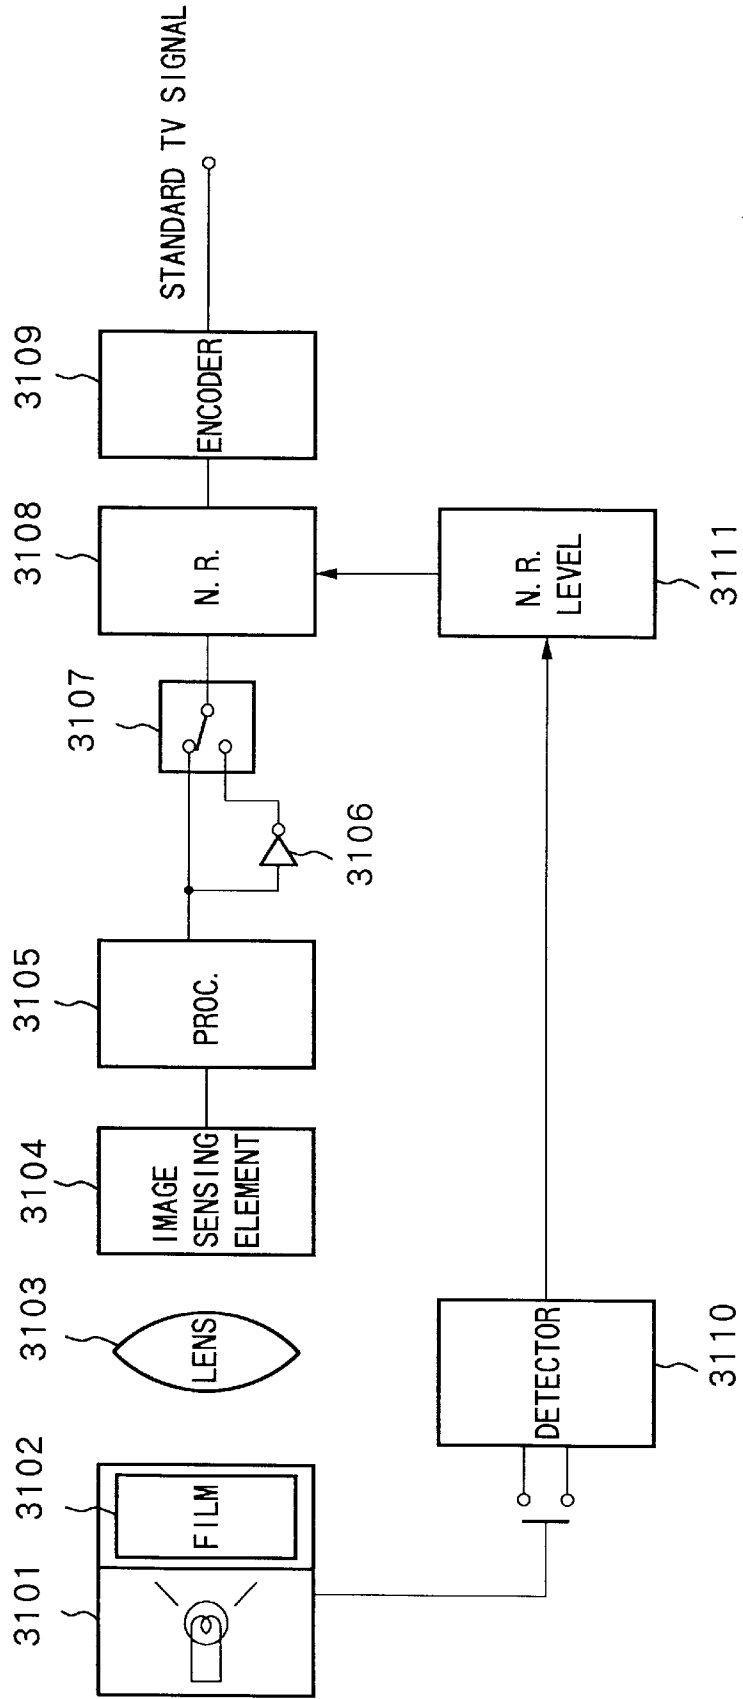 3101
3102
FILM
3103
LENS
3104
IMAGE
SENSING
ELEMENT
3105
PROC.
3106
3107
3108
N. R.
3109
ENCODER
STANDARD TV SIGNAL
DETECTOR
3110
N. R.
LEVEL
3111